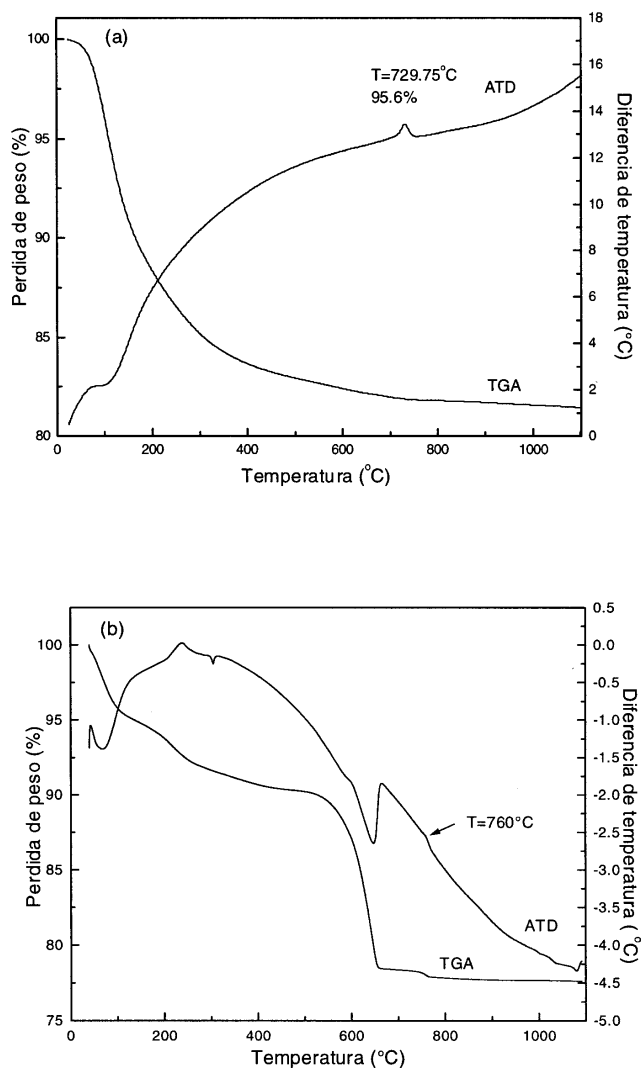 (a)
T=729.75°C
95.6%
ATD
TGA
Perdida de peso (%)
100
95
90
85
80
Diferencia de temperatura (°C)
18
16
14
12
10
8
6
4
2
0
0 200 400 600 800 1000
Temperatura (°C)
(b)
T=760°C
ATD
TGA
Perdida de peso (%)
100
95
90
85
80
75
Diferencia de temperatura (°C)
0.5
0.0
-0.5
-1.0
-1.5
-2.0
-2.5
-3.0
-3.5
-4.0
-4.5
-5.0
0 200 400 600 800 1000
Temperatura (°C)